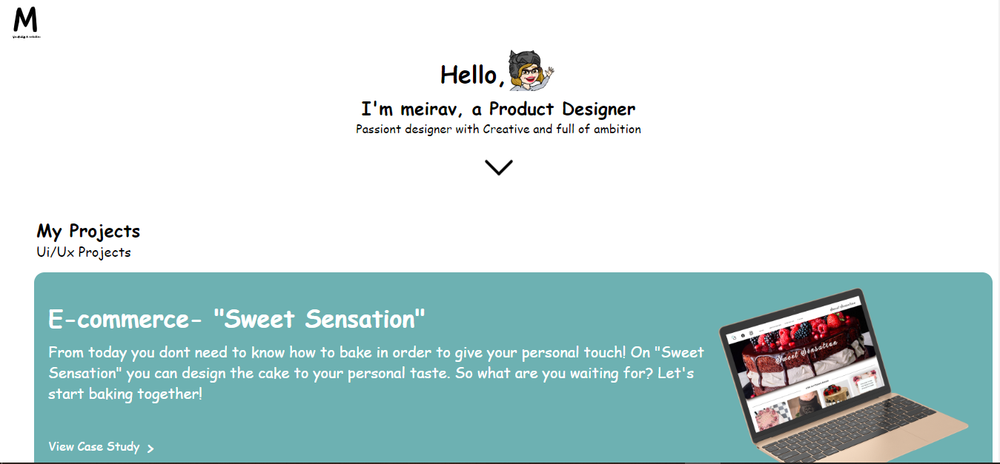 M
Hello,
I'm meirav, a Product Designer
Passiont designer with Creative and full of ambition
My Projects
Ui/Ux Projects
E-commerce- "Sweet Sensation"
From today you dont need to know how to bake in order to give your personal touch! On "Sweet
Sensation" you can design the cake to your personal taste. So what are you waiting for? Let's
start baking together!
Sweet Sensation
Sweet Sensation
View Case Study